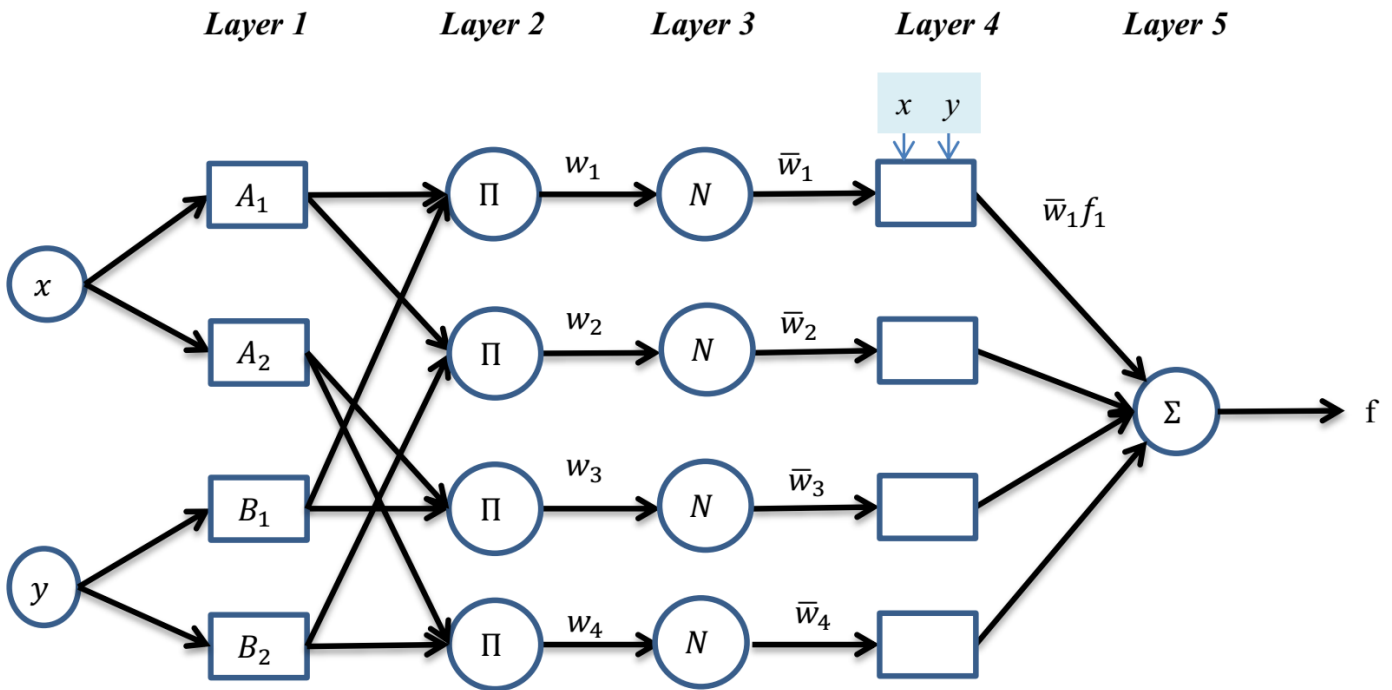 Layer 1 Layer 2 Layer 3 Layer 4 Layer 5
x y
A₁ Π w₁ N w̅₁
w̅₁f₁
x
A₂ Π w₂ N w̅₂
Σ f
B₁ Π w₃ N w̅₃
y
B₂ Π w₄ N w̅₄